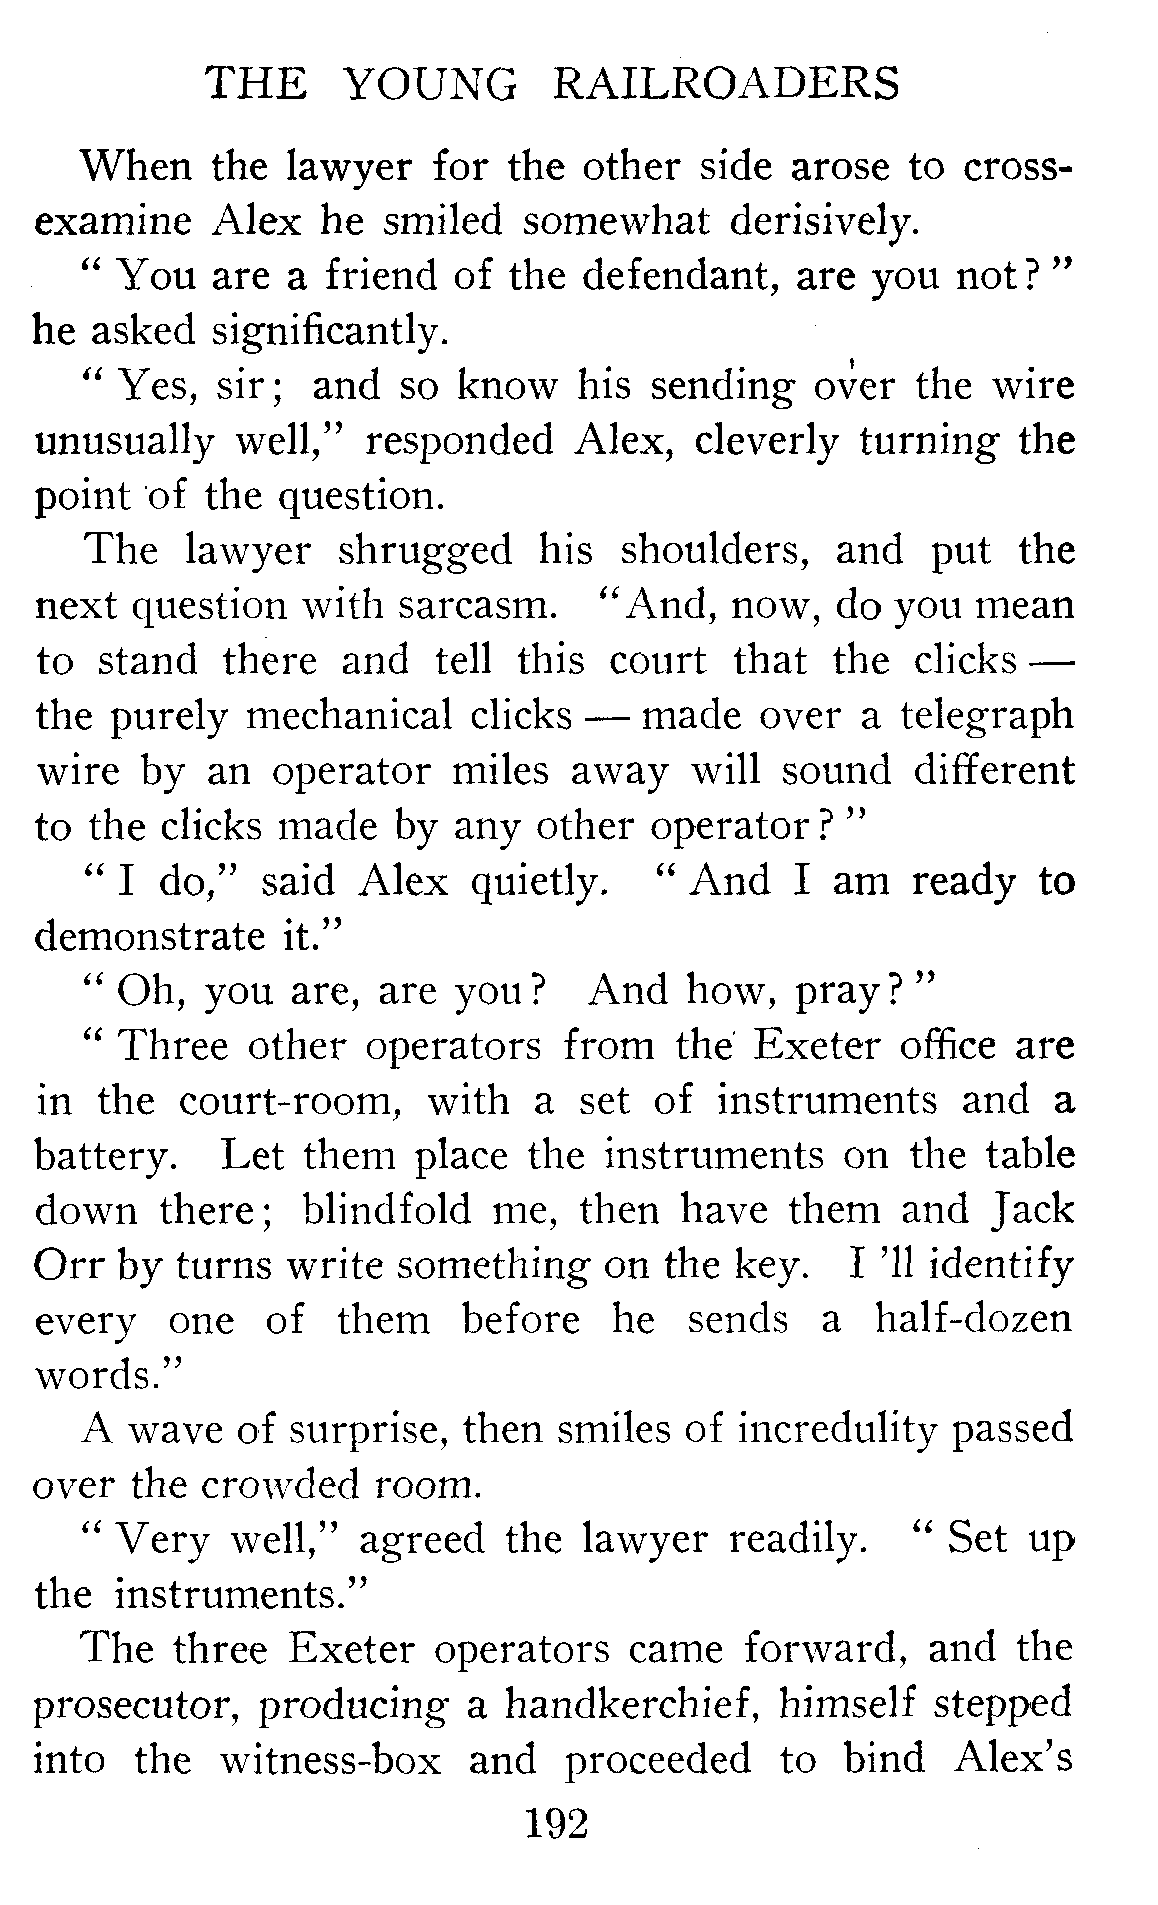 THE YOUNG RAILROADERS
When the lawyer for the other side arose to cross-
examine Alex he smiled somewhat derisively.
“ You are a friend of the defendant, are you not? ”
he asked significantly.
“ Yes, sir; and so know his sending over the wire
unusually well,” responded Alex, cleverly turning the
point of the question.
The lawyer shrugged his shoulders, and put the
next question with sarcasm. “And, now, do you mean
to stand there and tell this court that the clicks —
the purely mechanical clicks — made over a telegraph
wire by an operator miles away will sound different
to the clicks made by any other operator? ”
“ I do,” said Alex quietly. “ And I am ready to
demonstrate it.”
“ Oh, you are, are you? And how, pray? ”
“ Three other operators from the Exeter office are
in the court-room, with a set of instruments and a
battery. Let them place the instruments on the table
down there; blindfold me, then have them and Jack
Orr by turns write something on the key. I 'll identify
every one of them before he sends a half-dozen
words.”
A wave of surprise, then smiles of incredulity passed
over the crowded room.
“ Very well,” agreed the lawyer readily. “ Set up
the instruments.”
The three Exeter operators came forward, and the
prosecutor, producing a handkerchief, himself stepped
into the witness-box and proceeded to bind Alex's
192